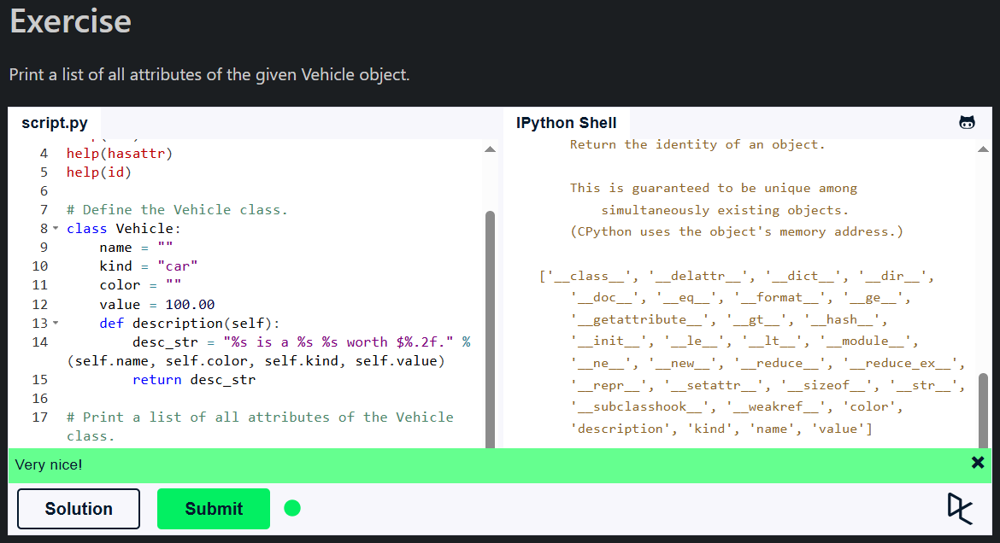 Exercise
Print a list of all attributes of the given Vehicle object.
script.py
4 help(hasattr)
5 help(id)
6
7 # Define the Vehicle class.
8 class Vehicle:
9 name = ""
10 kind = "car"
11 color = ""
12 value = 100.00
13 def description(self):
14 desc_str = "%s is a %s %s worth $%.2f." %
(self.name, self.color, self.kind, self.value)
15 return desc_str
16
17 # Print a list of all attributes of the Vehicle
class.
IPython Shell
Return the identity of an object.
This is guaranteed to be unique among
simultaneously existing objects.
(CPython uses the object's memory address.)
['__class__', '__delattr__', '__dict__', '__dir__',
'__doc__', '__eq__', '__format__', '__ge__',
'__getattribute__', '__gt__', '__hash__',
'__init__', '__le__', '__lt__', '__module__',
'__ne__', '__new__', '__reduce__', '__reduce_ex__',
'__repr__', '__setattr__', '__sizeof__', '__str__',
'__subclasshook__', '__weakref__', 'color',
'description', 'kind', 'name', 'value']
Very nice!
Solution
Submit